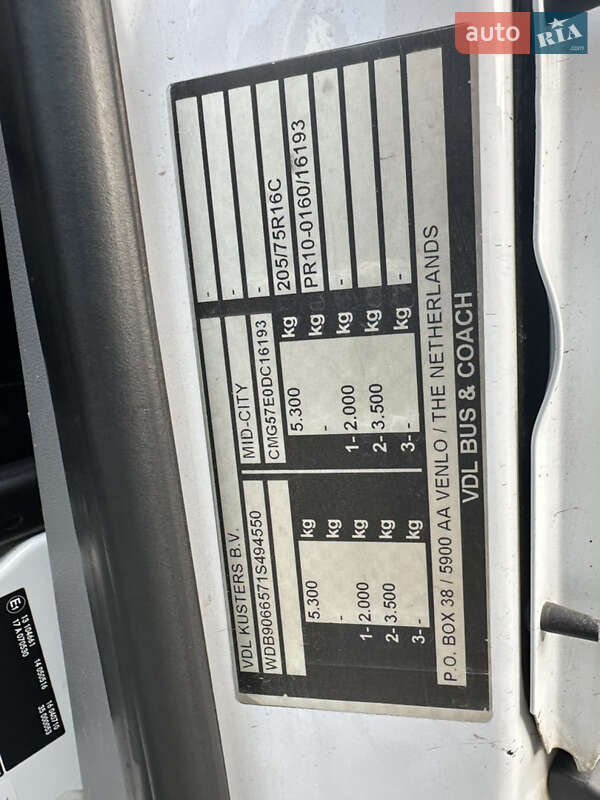 auto RIA.com
VDL KUSTERS B.V. MID-CITY - -
WDB9066571S494550 CMG57E0DC16193 - -
5.300 kg 5.300 kg 205/75R16C
- kg - kg PR10-0160/16193
1- 2.000 kg 1- 2.000 kg - -
2- 3.500 kg 2- 3.500 kg - -
3- - kg 3- - kg - -
P.O. BOX 38 / 5900 AA VENLO / THE NETHERLANDS
VDL BUS & COACH
E